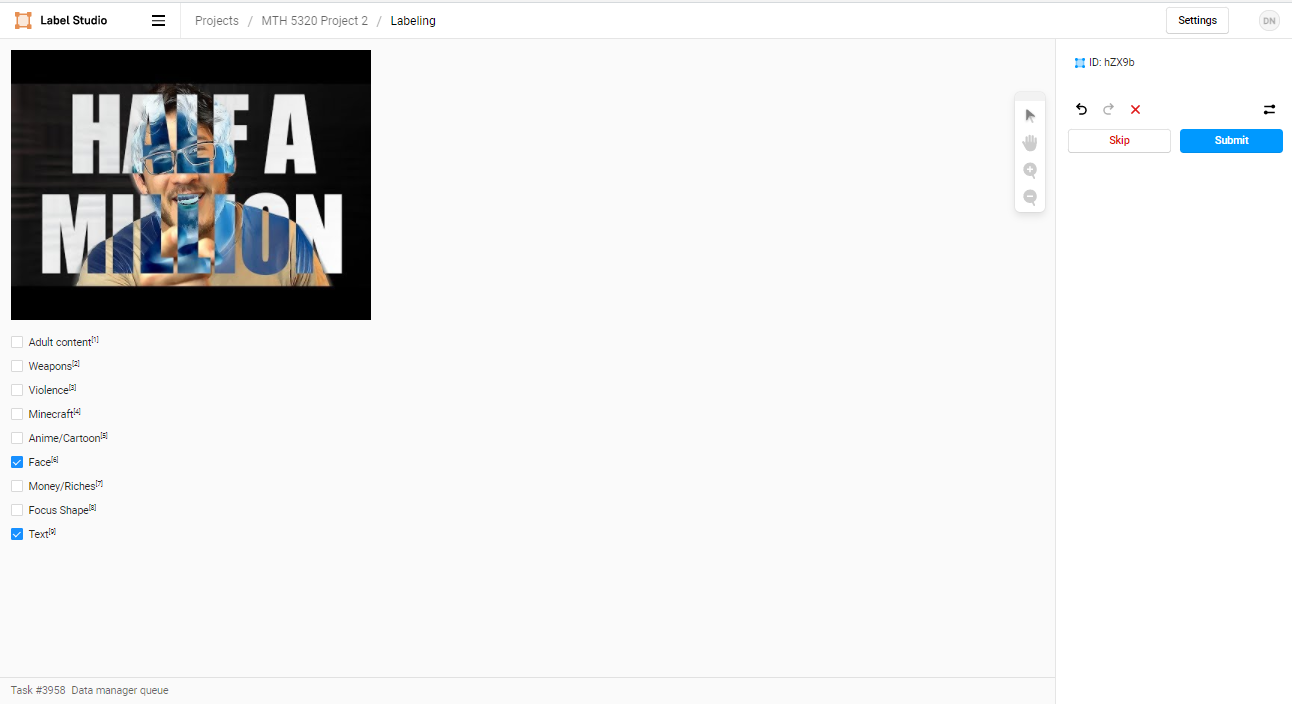 Label Studio
Projects / MTH 5320 Project 2 / Labeling
Settings
DN
HALF A
MILLION
ID: hZX9b
Skip
Submit
Adult content[1]
Weapons[2]
Violence[3]
Minecraft[4]
Anime/Cartoon[5]
Face[6]
Money/Riches[7]
Focus Shape[8]
Text[9]
Task #3958 Data manager queue